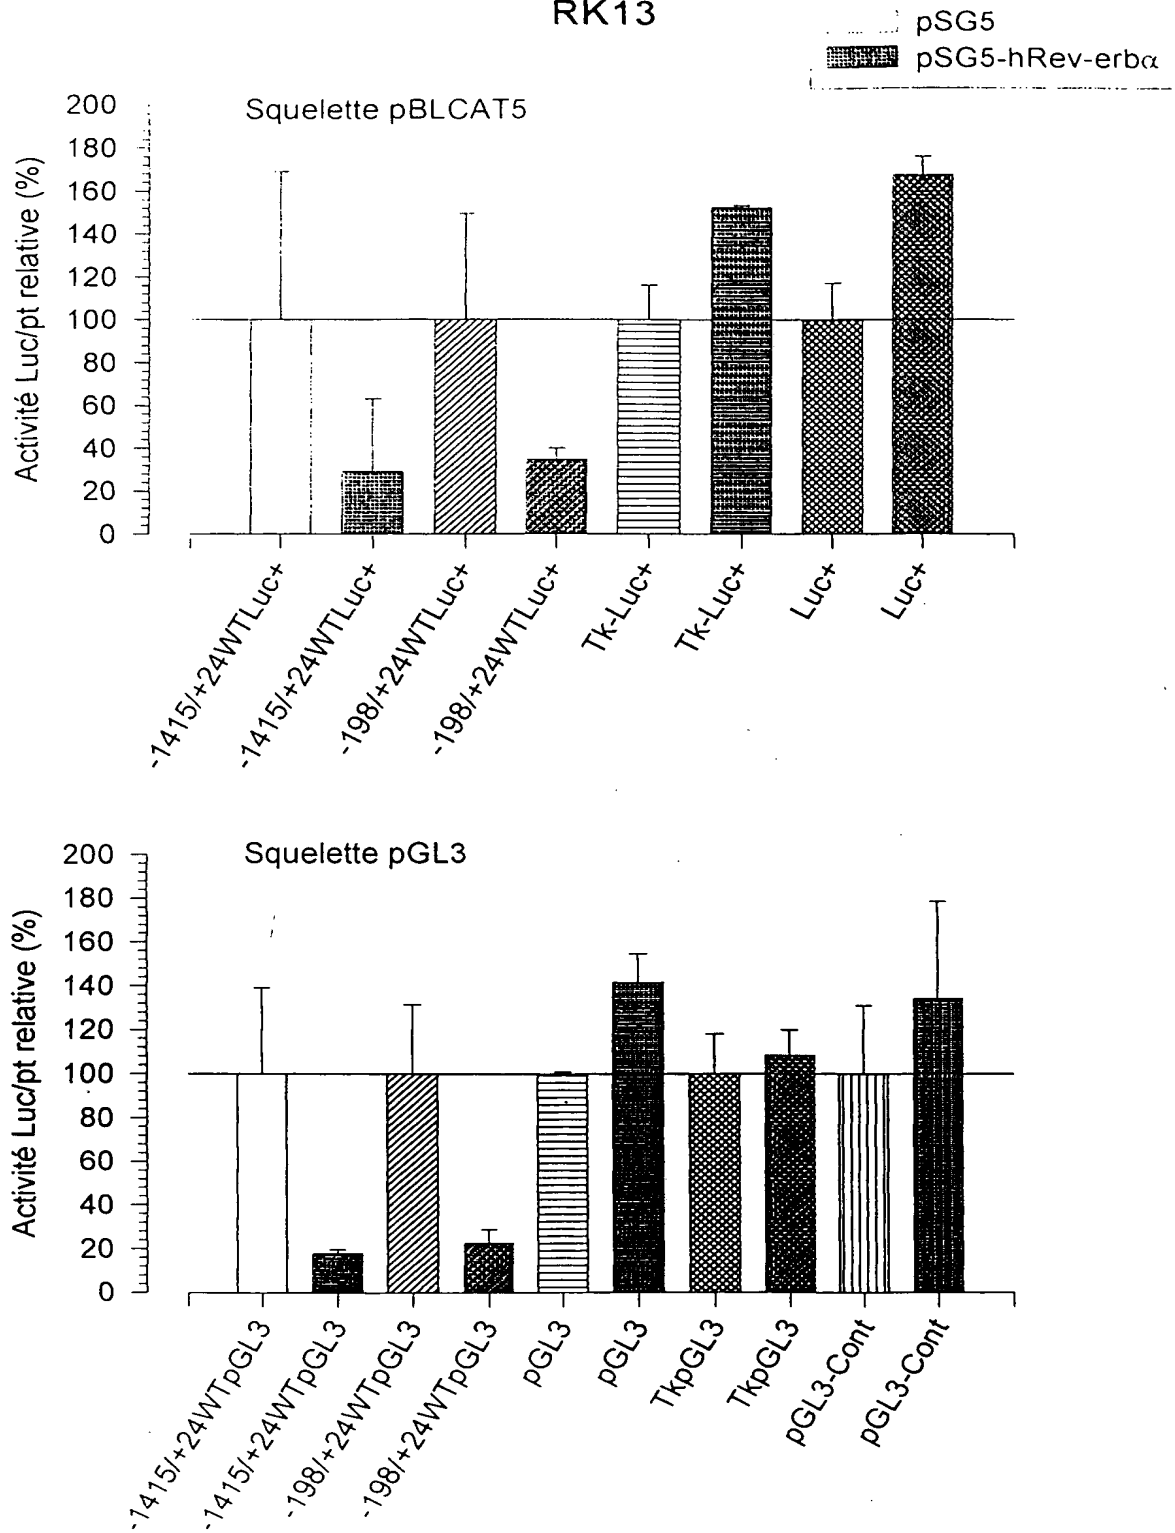 RK13
pSG5
pSG5-hRev-erbα
Squelette pBLCAT5
Activité Luc/pt relative (%)
200
180
160
140
120
100
80
60
40
20
0
-1415/+24WTLuc+
-1415/+24WTLuc+
-198/+24WTLuc+
-198/+24WTLuc+
Tk-Luc+
Tk-Luc+
Luc+
Luc+
Squelette pGL3
Activité Luc/pt relative (%)
200
180
160
140
120
100
80
60
40
20
0
-1415/+24WTpGL3
-1415/+24WTpGL3
-198/+24WTpGL3
-198/+24WTpGL3
pGL3
pGL3
TkpGL3
TkpGL3
pGL3-Cont
pGL3-Cont